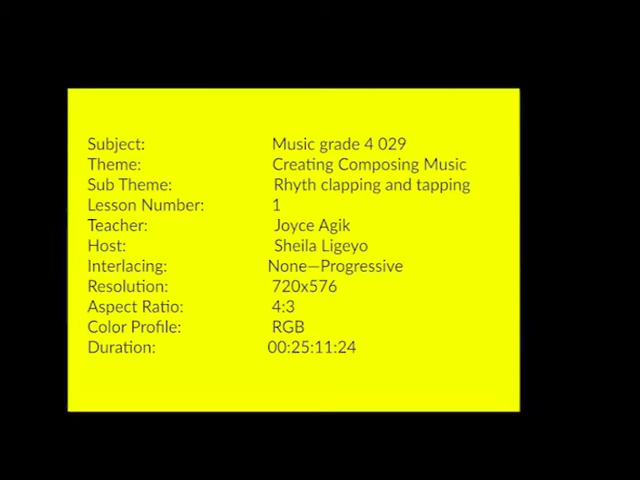 Subject: Music grade 4 029
Theme: Creating Composing Music
Sub Theme: Rhyth clapping and tapping
Lesson Number: 1
Teacher: Joyce Agik
Host: Sheila Ligeyo
Interlacing: None—Progressive
Resolution: 720x576
Aspect Ratio: 4:3
Color Profile: RGB
Duration: 00:25:11:24